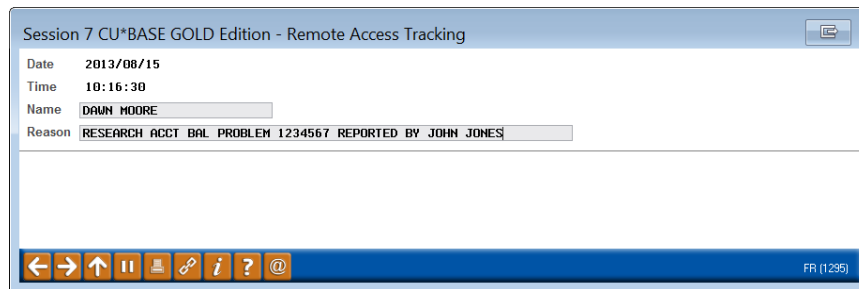 Session 7 CU*BASE GOLD Edition - Remote Access Tracking
Date 2013/08/15
Time 10:16:30
Name DAWN MOORE
Reason RESEARCH ACCT BAL PROBLEM 1234567 REPORTED BY JOHN JONES
FR (1295)